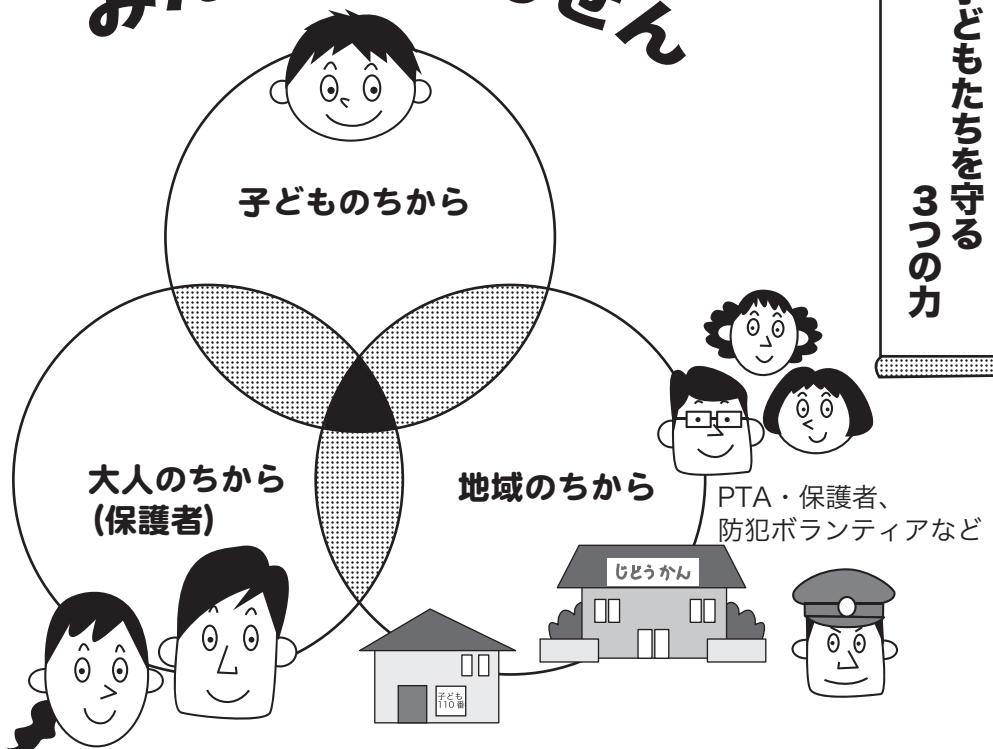 どもたちを守る
3つの力
子どものちから
大人のちから
(保護者)
地域のちから
PTA・保護者、
防犯ボランティアなど
じどうかん
子ども
110番